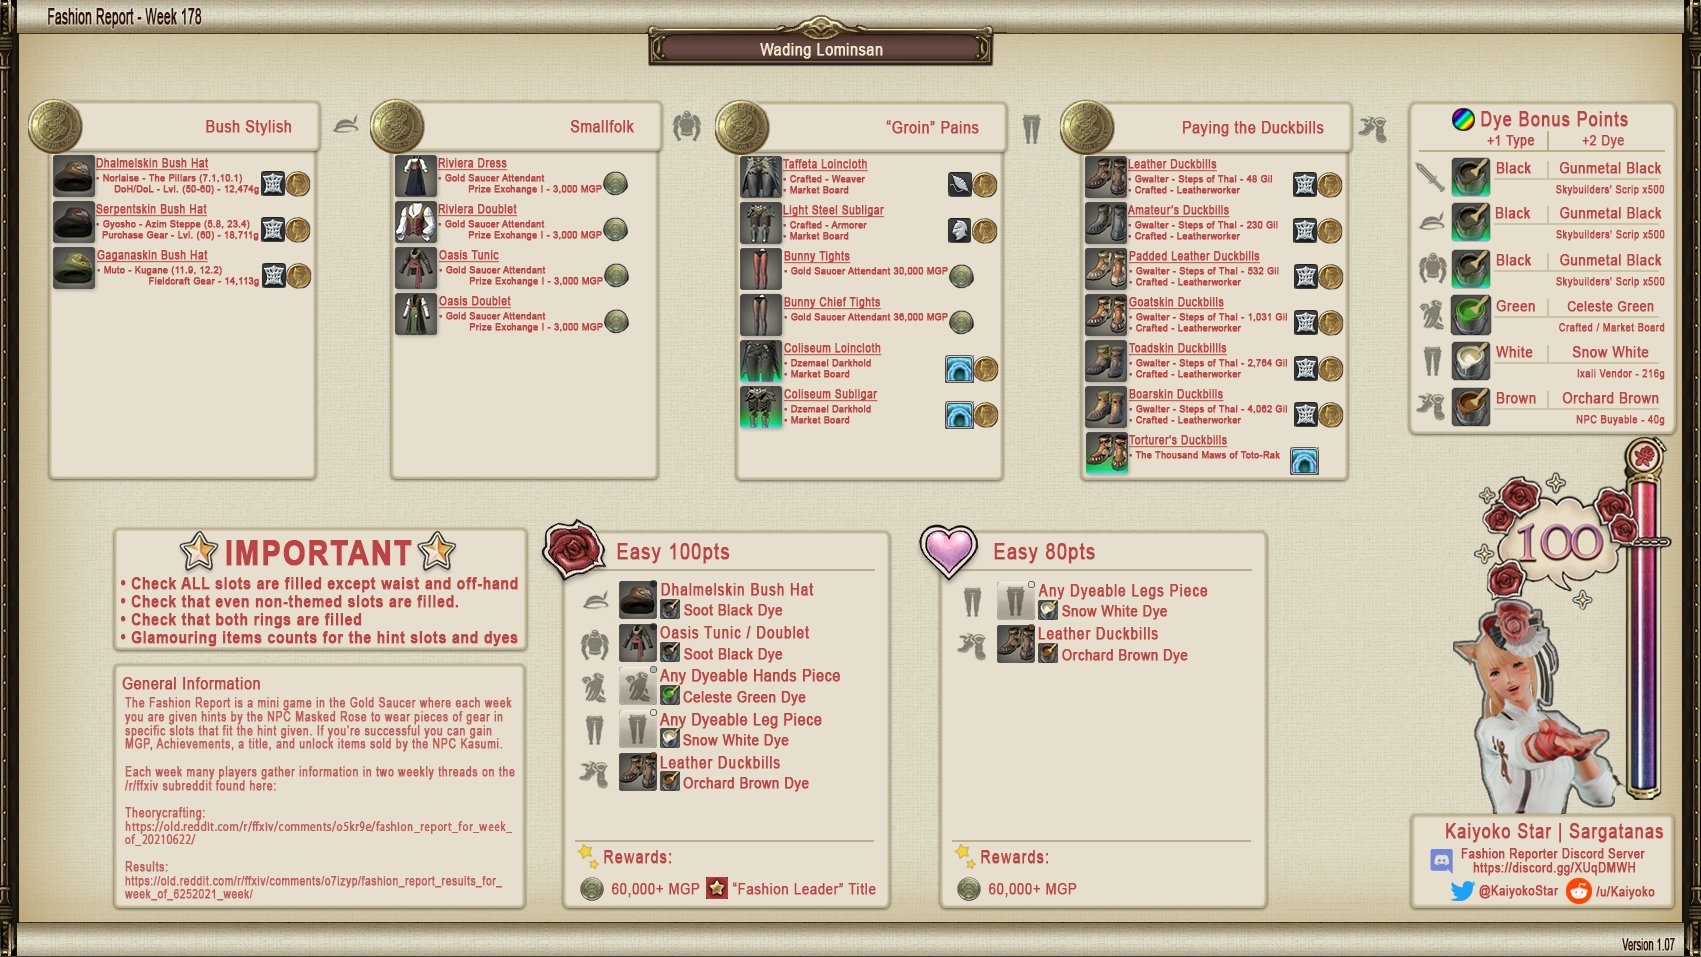 Fashion Report - Week 178
Wading Lominsan
Bush Stylish
Dhalmelskin Bush Hat
• Norlaise - The Pillars (7.1,10.1)
DoH/DoL - Lvl. (50-60) - 12,474g
Serpentskin Bush Hat
• Gyosho - Azim Steppe (5.8, 23.4)
Purchase Gear - Lvl. (60) - 18,711g
Gaganaskin Bush Hat
• Muto - Kugane (11.9, 12.2)
Fieldcraft Gear - 14,113g
Smallfolk
Riviera Dress
• Gold Saucer Attendant
Prize Exchange I - 3,000 MGP
Riviera Doublet
• Gold Saucer Attendant
Prize Exchange I - 3,000 MGP
Oasis Tunic
• Gold Saucer Attendant
Prize Exchange I - 3,000 MGP
Oasis Doublet
• Gold Saucer Attendant
Prize Exchange I - 3,000 MGP
“Groin” Pains
Taffeta Loincloth
• Crafted - Weaver
• Market Board
Light Steel Subligar
• Crafted - Armorer
• Market Board
Bunny Tights
• Gold Saucer Attendant 30,000 MGP
Bunny Chief Tights
• Gold Saucer Attendant 36,000 MGP
Coliseum Loincloth
• Dzemael Darkhold
• Market Board
Coliseum Subligar
• Dzemael Darkhold
• Market Board
Paying the Duckbills
Leather Duckbills
• Gwalter - Steps of Thal - 48 Gil
• Crafted - Leatherworker
Amateur's Duckbills
• Gwalter - Steps of Thal - 230 Gil
• Crafted - Leatherworker
Padded Leather Duckbills
• Gwalter - Steps of Thal - 532 Gil
• Crafted - Leatherworker
Goatskin Duckbills
• Gwalter - Steps of Thal - 1,031 Gil
• Crafted - Leatherworker
Toadskin Duckbillls
• Gwalter - Steps of Thal - 2,764 Gil
• Crafted - Leatherworker
Boarskin Duckbills
• Gwalter - Steps of Thal - 4,062 Gil
• Crafted - Leatherworker
Torturer's Duckbills
• The Thousand Maws of Toto-Rak
Dye Bonus Points
+1 Type +2 Dye
Black Gunmetal Black
Skybuilders' Scrip x500
Black Gunmetal Black
Skybuilders' Scrip x500
Black Gunmetal Black
Skybuilders' Scrip x500
Green Celeste Green
Crafted / Market Board
White Snow White
Ixali Vendor - 216g
Brown Orchard Brown
NPC Buyable - 40g
IMPORTANT
• Check ALL slots are filled except waist and off-hand
• Check that even non-themed slots are filled.
• Check that both rings are filled
• Glamouring items counts for the hint slots and dyes
General Information
The Fashion Report is a mini game in the Gold Saucer where each week
you are given hints by the NPC Masked Rose to wear pieces of gear in
specific slots that fit the hint given. If you're successful you can gain
MGP, Achievements, a title, and unlock items sold by the NPC Kasumi.
Each week many players gather information in two weekly threads on the
/r/ffxiv subreddit found here:
Theorycrafting:
https://old.reddit.com/r/ffxiv/comments/o5kr9e/fashion_report_for_week_
of_20210622/
Results:
https://old.reddit.com/r/ffxiv/comments/o7izyp/fashion_report_results_for_
week_of_6252021_week/
Easy 100pts
Dhalmelskin Bush Hat
Soot Black Dye
Oasis Tunic / Doublet
Soot Black Dye
Any Dyeable Hands Piece
Celeste Green Dye
Any Dyeable Leg Piece
Snow White Dye
Leather Duckbills
Orchard Brown Dye
Rewards:
60,000+ MGP “Fashion Leader” Title
Easy 80pts
Any Dyeable Legs Piece
Snow White Dye
Leather Duckbills
Orchard Brown Dye
Rewards:
60,000+ MGP
100
Kaiyoko Star | Sargatanas
Fashion Reporter Discord Server
https://discord.gg/XUqDMWH
@KaiyokoStar /u/Kaiyoko
Version 1.07